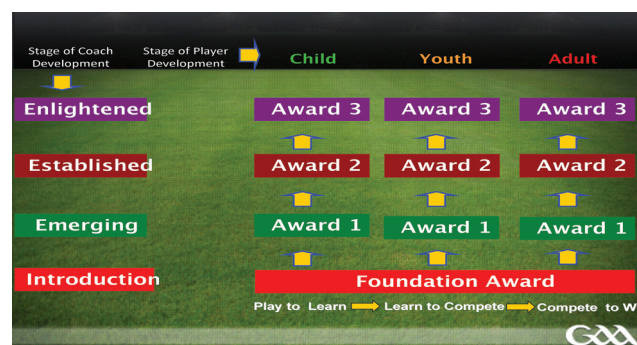 Stage of Coach Development
Stage of Player Development
Child Youth Adult
Enlightened Award 3 Award 3 Award 3
Established Award 2 Award 2 Award 2
Emerging Award 1 Award 1 Award 1
Introduction Foundation Award
Play to Learn Learn to Compete Compete to W
GAA